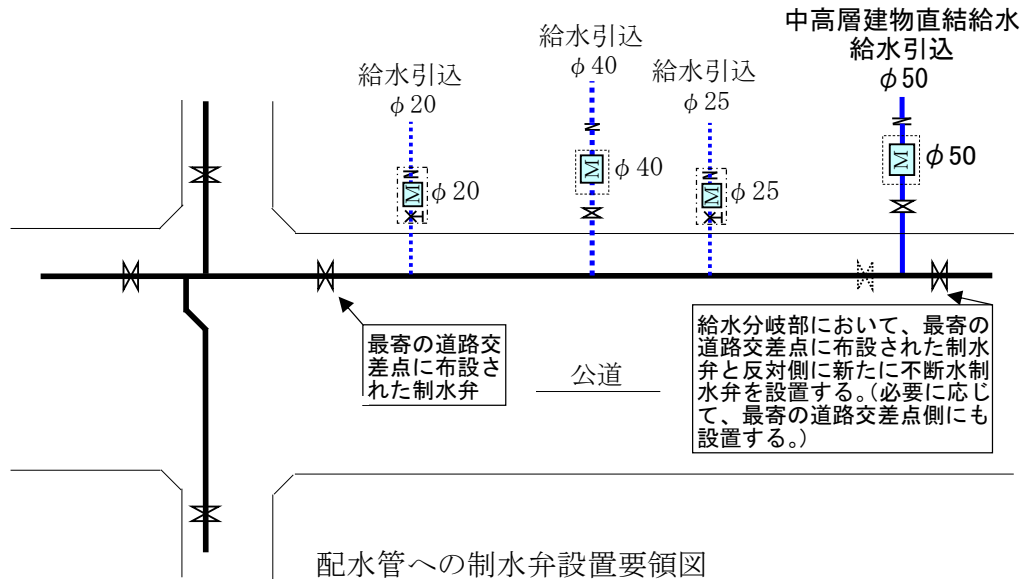 中高層建物直結給水
給水引込
φ50
給水引込
φ40
給水引込
φ20
給水引込
φ25
M
φ20
M
φ40
M
φ25
M
φ50
最寄の道路交
差点に布設さ
れた制水弁
公道
給水分岐部において、最寄の
道路交差点に布設された制水
弁と反対側に新たに不断水制
水弁を設置する。(必要に応じ
て、最寄の道路交差点側にも
設置する。)
配水管への制水弁設置要領図